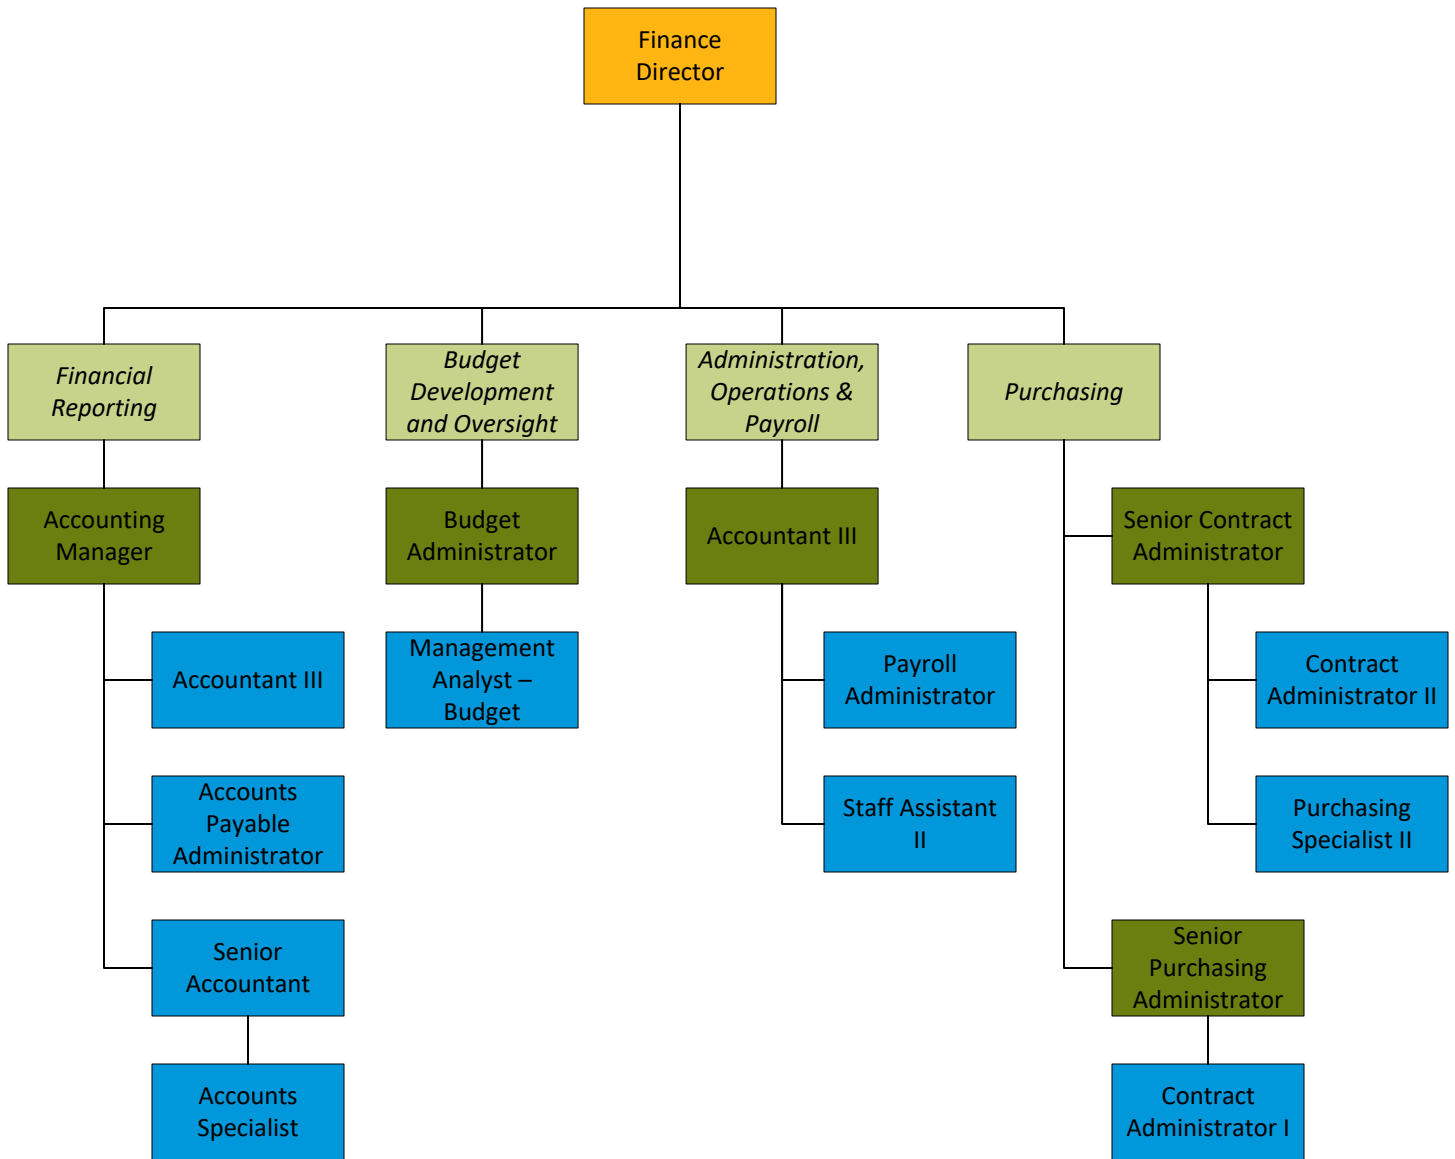 Finance
Director
Financial
Reporting
Budget
Development
and Oversight
Administration,
Operations &
Payroll
Purchasing
Accounting
Manager
Budget
Administrator
Accountant III
Senior Contract
Administrator
Accountant III
Management
Analyst –
Budget
Payroll
Administrator
Contract
Administrator II
Accounts
Payable
Administrator
Staff Assistant
II
Purchasing
Specialist II
Senior
Accountant
Senior
Purchasing
Administrator
Accounts
Specialist
Contract
Administrator I